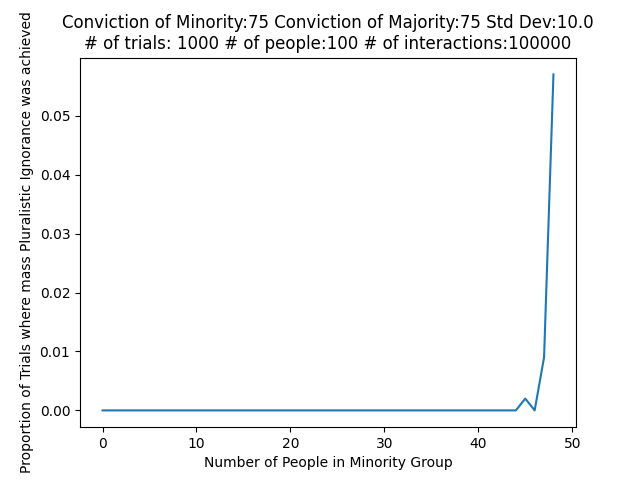 Conviction of Minority:75 Conviction of Majority:75 Std Dev:10.0
# of trials: 1000 # of people:100 # of interactions:100000
Proportion of Trials where mass Pluralistic Ignorance was achieved
0.05
0.04
0.03
0.02
0.01
0.00
0 10 20 30 40 50
Number of People in Minority Group